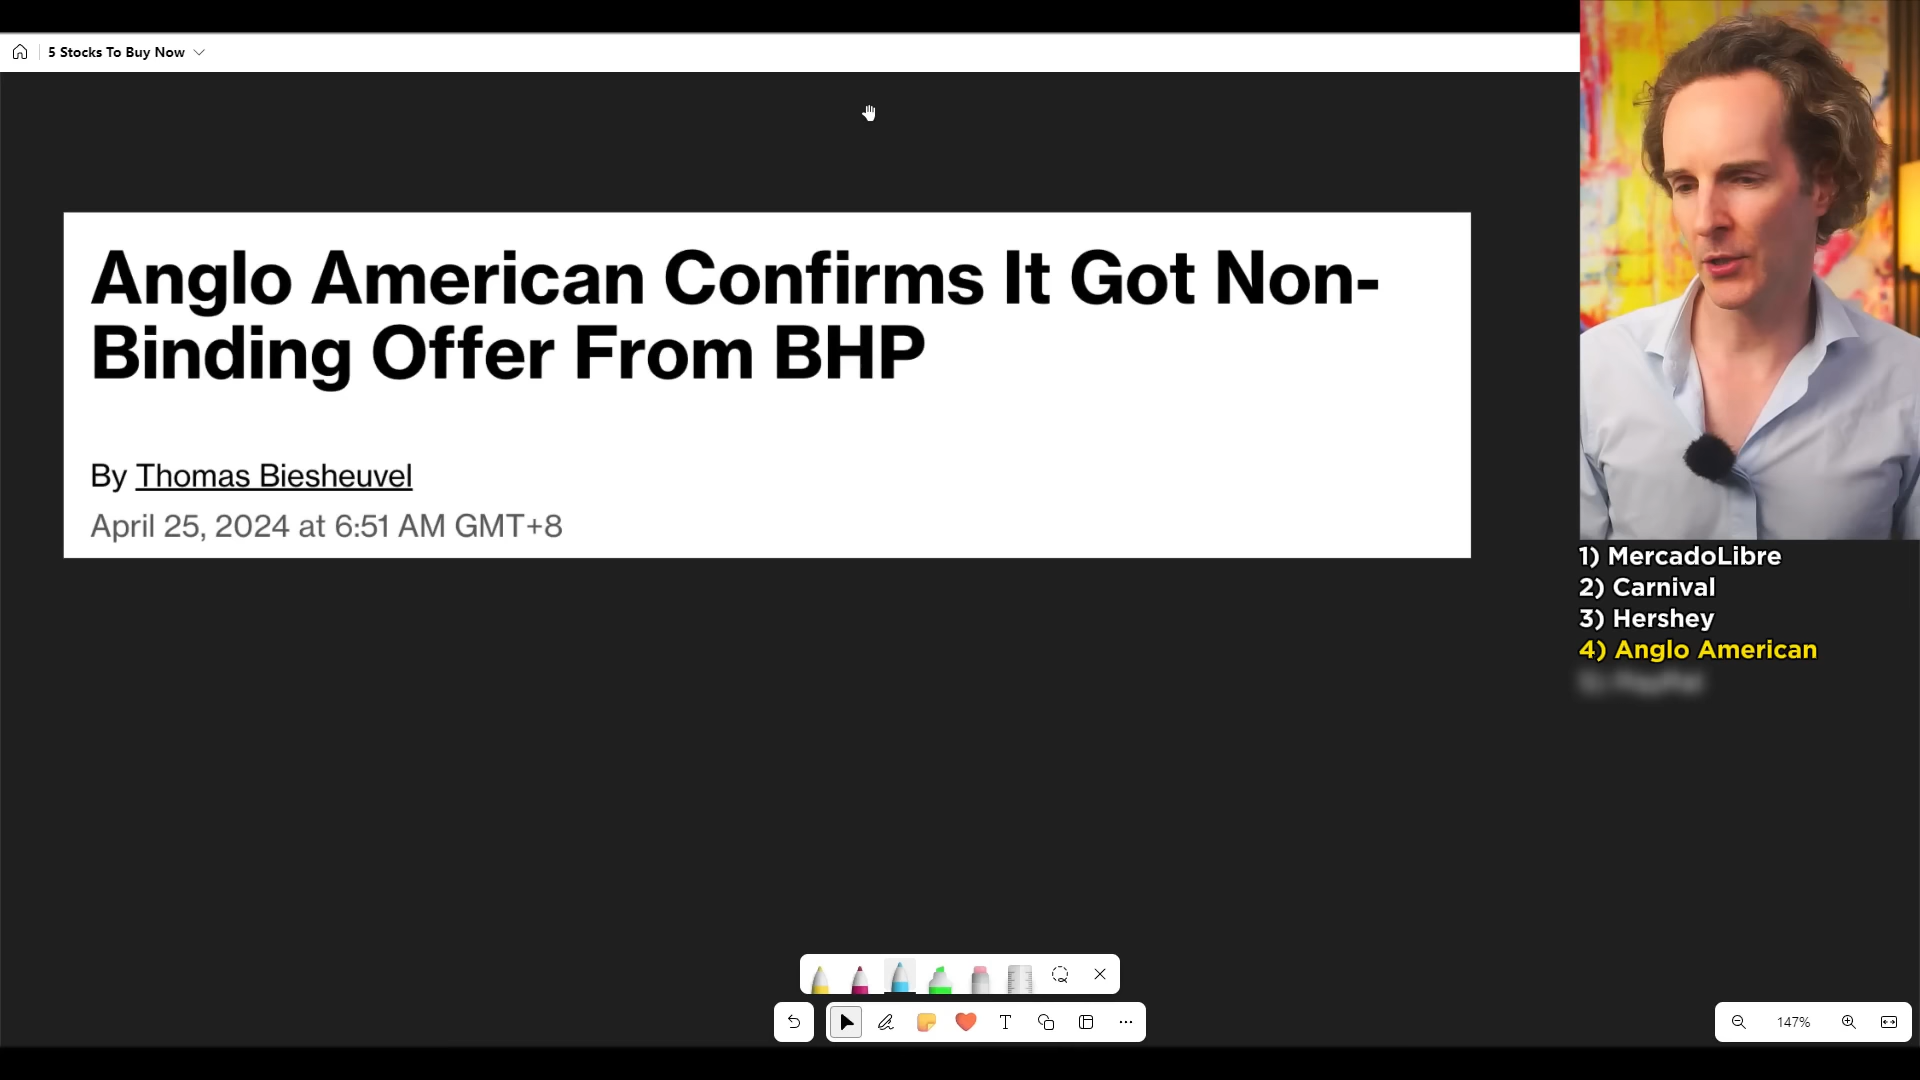 5 Stocks To Buy Now
Anglo American Confirms It Got Non-
Binding Offer From BHP
By Thomas Biesheuvel
April 25, 2024 at 6:51 AM GMT+8
1) MercadoLibre
2) Carnival
3) Hershey
4) Anglo American
T
147%